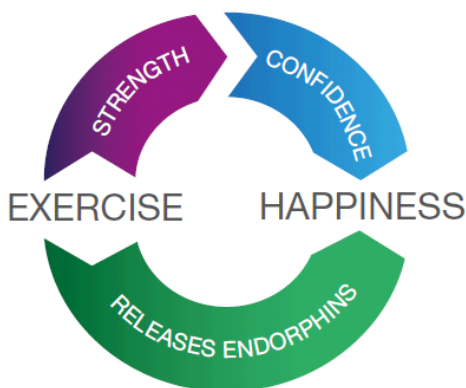 STRENGTH
CONFIDENCE
EXERCISE
HAPPINESS
RELEASES ENDORPHINS